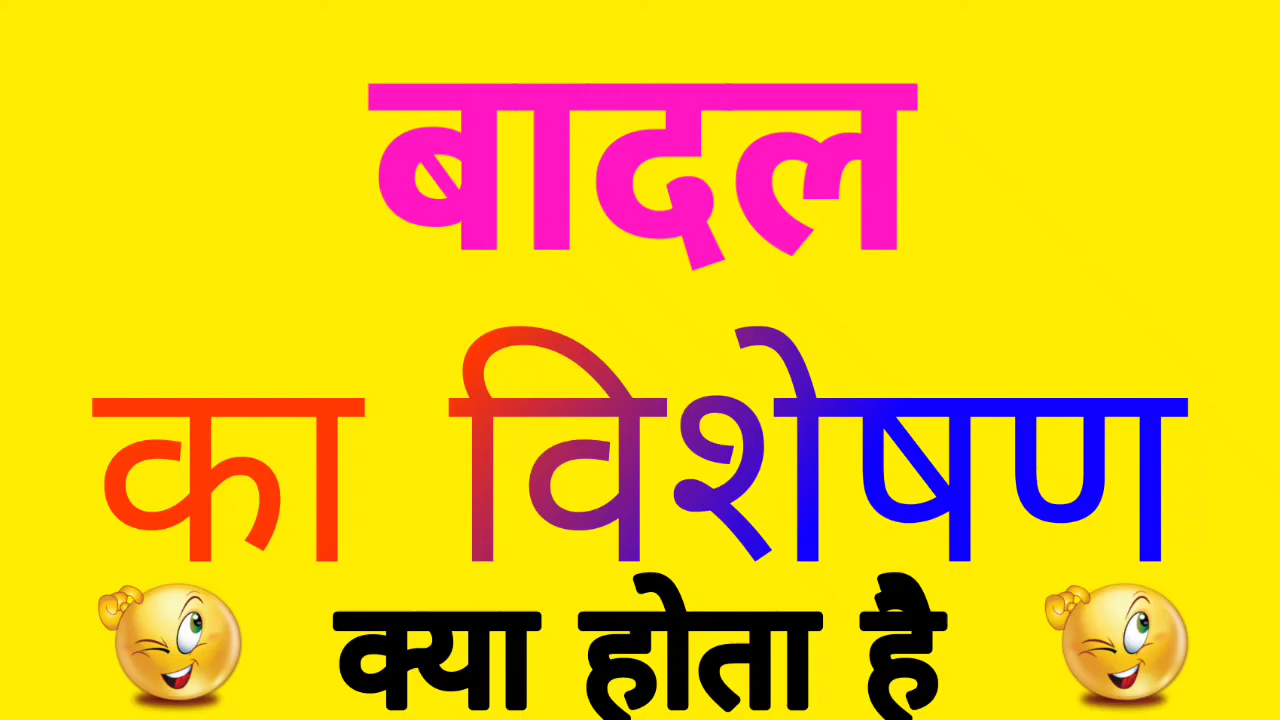 बादल
का विशेषण
क्या होता है